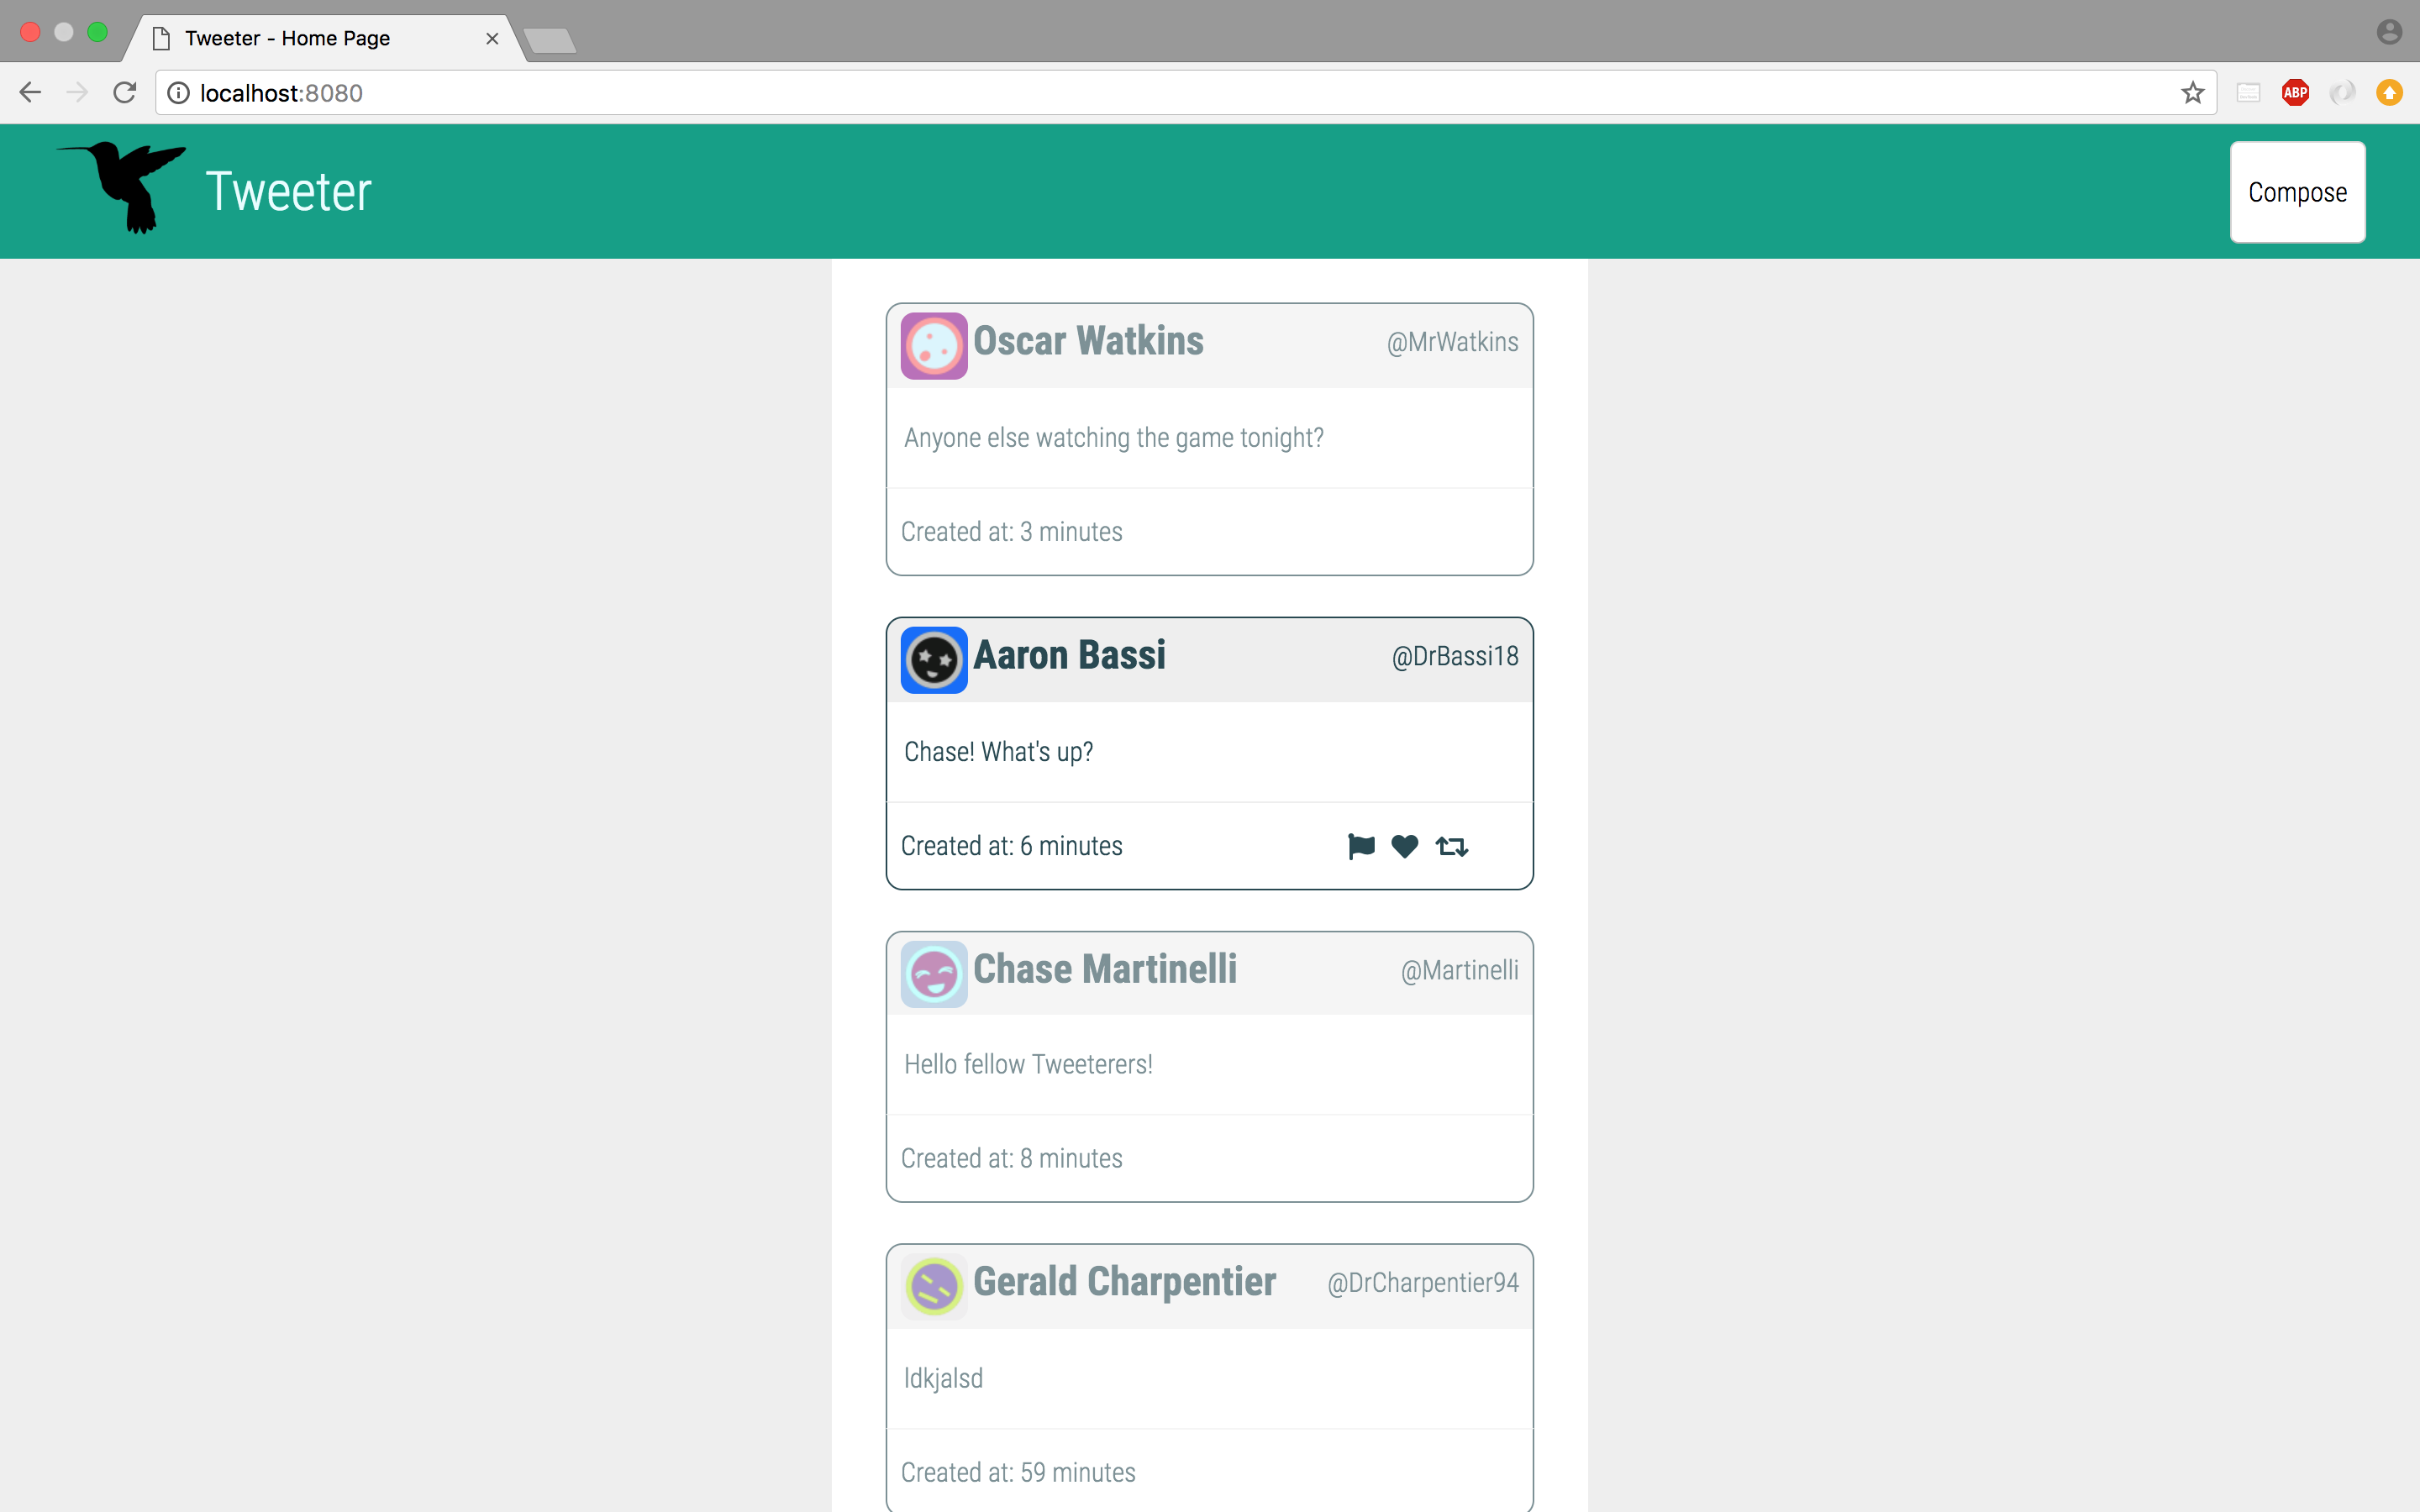 Tweeter - Home Page
localhost:8080
ABP
Tweeter
Compose
Oscar Watkins @MrWatkins
Anyone else watching the game tonight?
Created at: 3 minutes
Aaron Bassi @DrBassi18
Chase! What's up?
Created at: 6 minutes
Chase Martinelli @Martinelli
Hello fellow Tweeterers!
Created at: 8 minutes
Gerald Charpentier @DrCharpentier94
ldkjalsd
Created at: 59 minutes